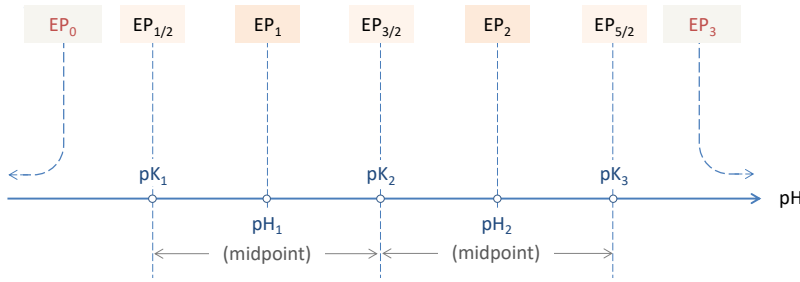 EP0 EP1/2 EP1 EP3/2 EP2 EP5/2 EP3
pK1 pK2 pK3
pH
pH1 pH2
(midpoint) (midpoint)